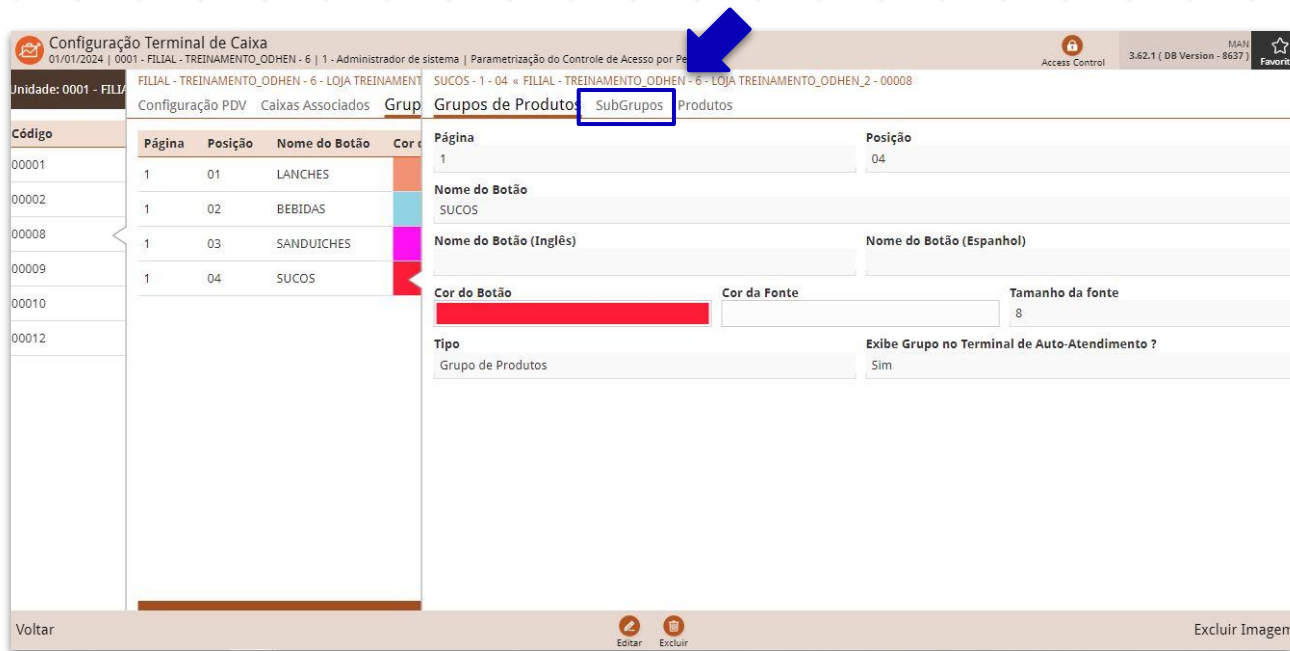 Configuração Terminal de Caixa
01/01/2024 | 0001 - FILIAL - TREINAMENTO_ODHEN - 6 | 1 - Administrador de sistema | Parametrização do Controle de Acesso por
Access Control
MAN
3.62.1 ( DB Version - 8637 )
Favorit
Unidade: 0001 - FILIA
Código
00001
00002
00008
00009
00010
00012
FILIAL - TREINAMENTO_ODHEN - 6 - LOJA TREINAMENT
Configuração PDV Caixas Associados Grup
Página Posição Nome do Botão Cor
1 01 LANCHES
1 02 BEBIDAS
1 03 SANDUICHES
1 04 SUCOS
SUCOS - 1 - 04 « FILIAL - TREINAMENTO_ODHEN - 6 - LOJA TREINAMENTO_ODHEN_2 - 00008
Grupos de Produtos SubGrupos Produtos
Página Posição
1 04
Nome do Botão
SUCOS
Nome do Botão (Inglês) Nome do Botão (Espanhol)
Cor do Botão Cor da Fonte Tamanho da fonte
8
Tipo Exibe Grupo no Terminal de Auto-Atendimento ?
Grupo de Produtos Sim
Voltar Editar Excluir Excluir Imagem